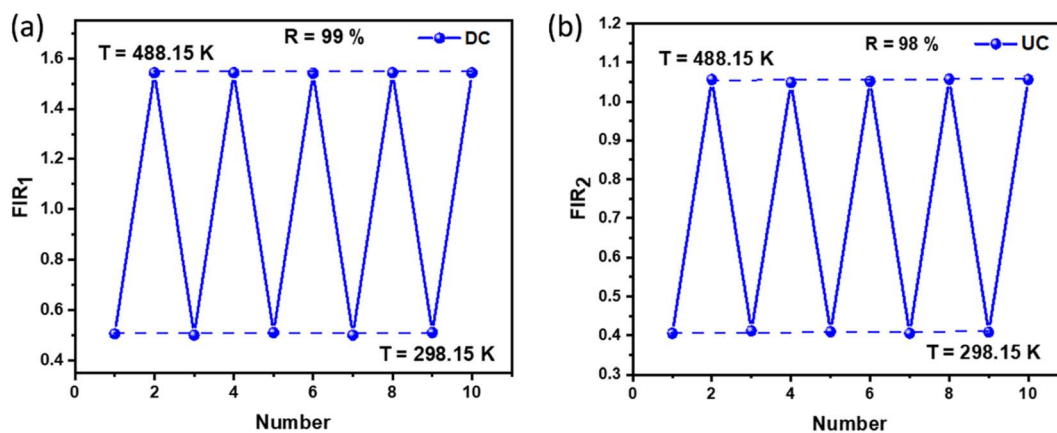 (a)
R = 99 %
DC
T = 488.15 K
1.6
1.4
1.2
1.0
0.8
0.6
0.4
FIR1
T = 298.15 K
0 2 4 6 8 10
Number
(b)
R = 98 %
UC
T = 488.15 K
1.2
1.1
1.0
0.9
0.8
0.7
0.6
0.5
0.4
0.3
FIR2
T = 298.15 K
0 2 4 6 8 10
Number